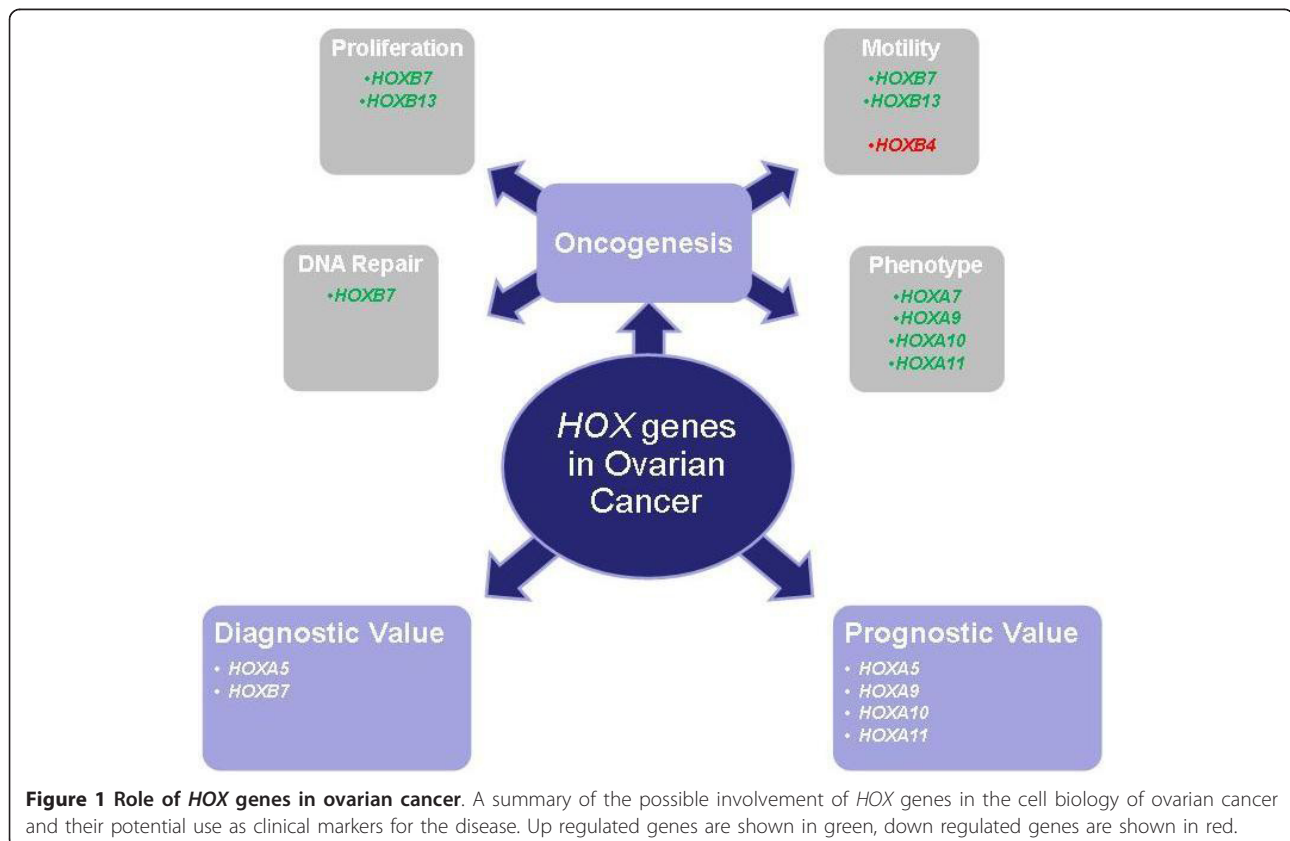 Proliferation
•HOXB7
•HOXB13
Motility
•HOXB7
•HOXB13
•HOXB4
Oncogenesis
DNA Repair
•HOXB7
Phenotype
•HOXA7
•HOXA9
•HOXA10
•HOXA11
HOX genes
in Ovarian
Cancer
Diagnostic Value
• HOXA5
• HOXB7
Prognostic Value
• HOXA5
• HOXA9
• HOXA10
• HOXA11
Figure 1 Role of HOX genes in ovarian cancer. A summary of the possible involvement of HOX genes in the cell biology of ovarian cancer
and their potential use as clinical markers for the disease. Up regulated genes are shown in green, down regulated genes are shown in red.